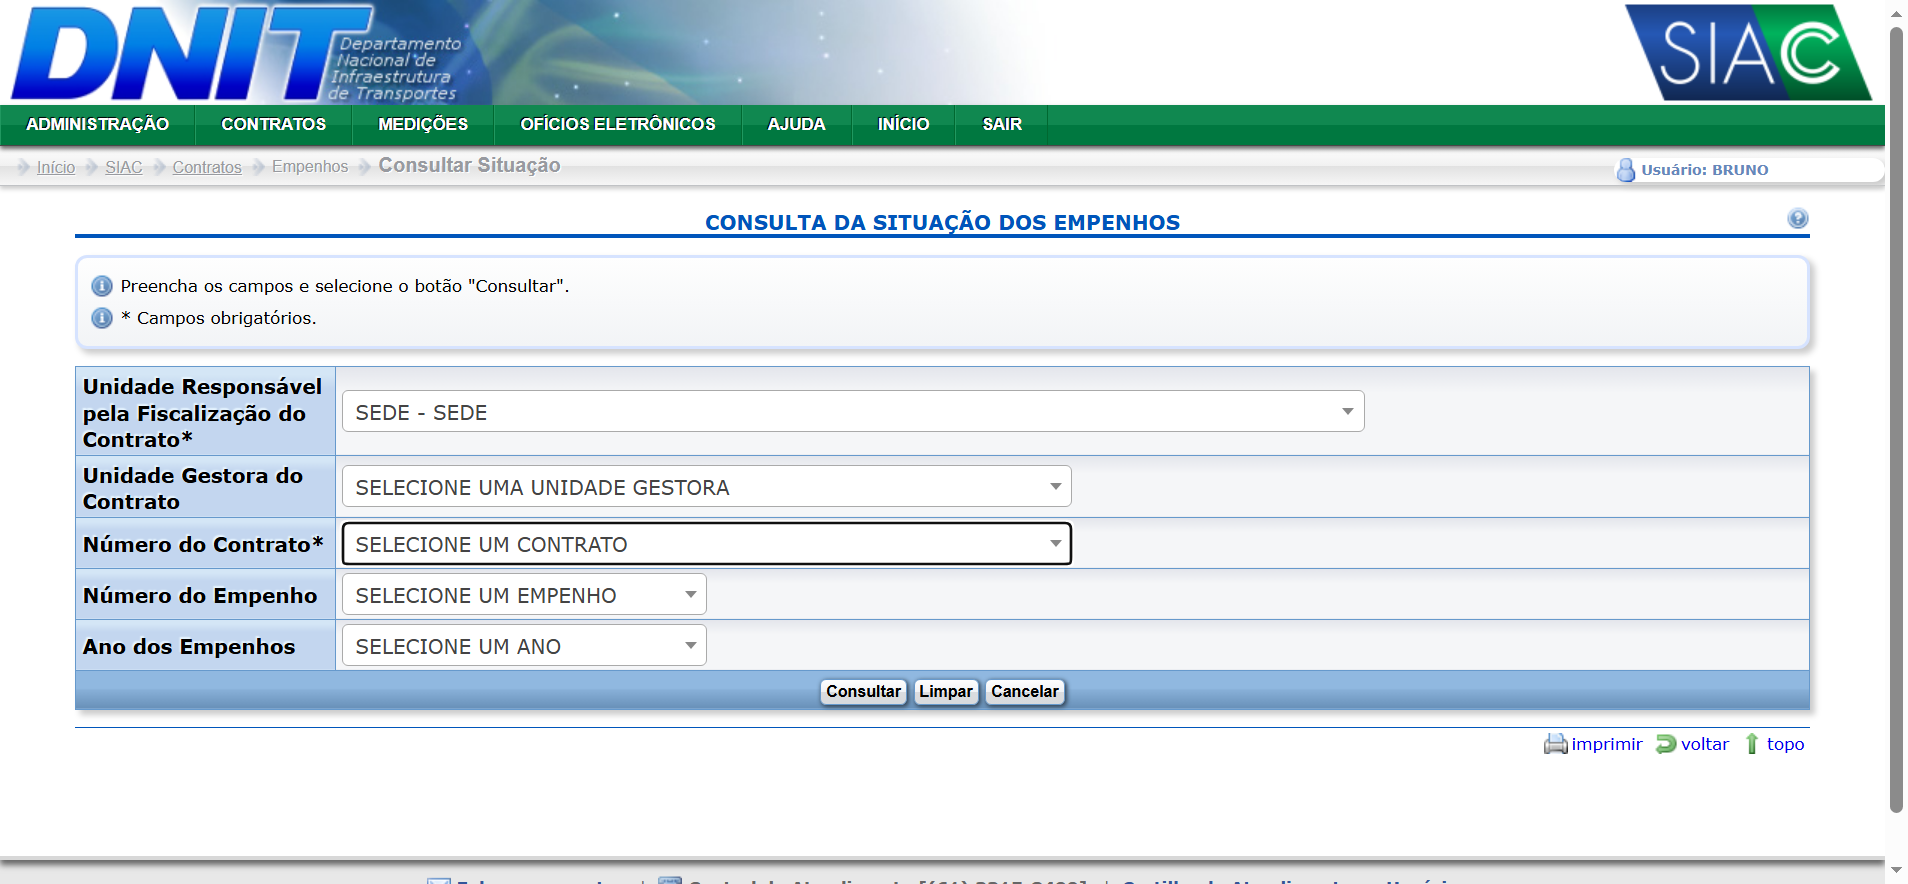 DNIT
Departamento
Nacional de
Infraestrutura
de Transportes
SIAC
ADMINISTRAÇÃO CONTRATOS MEDIÇÕES OFÍCIOS ELETRÔNICOS AJUDA INÍCIO SAIR
Início SIAC Contratos Empenhos Consultar Situação
Usuário: BRUNO
CONSULTA DA SITUAÇÃO DOS EMPENHOS
Preencha os campos e selecione o botão "Consultar".
* Campos obrigatórios.
Unidade Responsável
pela Fiscalização do
Contrato*
SEDE - SEDE
Unidade Gestora do
Contrato
SELECIONE UMA UNIDADE GESTORA
Número do Contrato*
SELECIONE UM CONTRATO
Número do Empenho
SELECIONE UM EMPENHO
Ano dos Empenhos
SELECIONE UM ANO
Consultar Limpar Cancelar
imprimir voltar topo